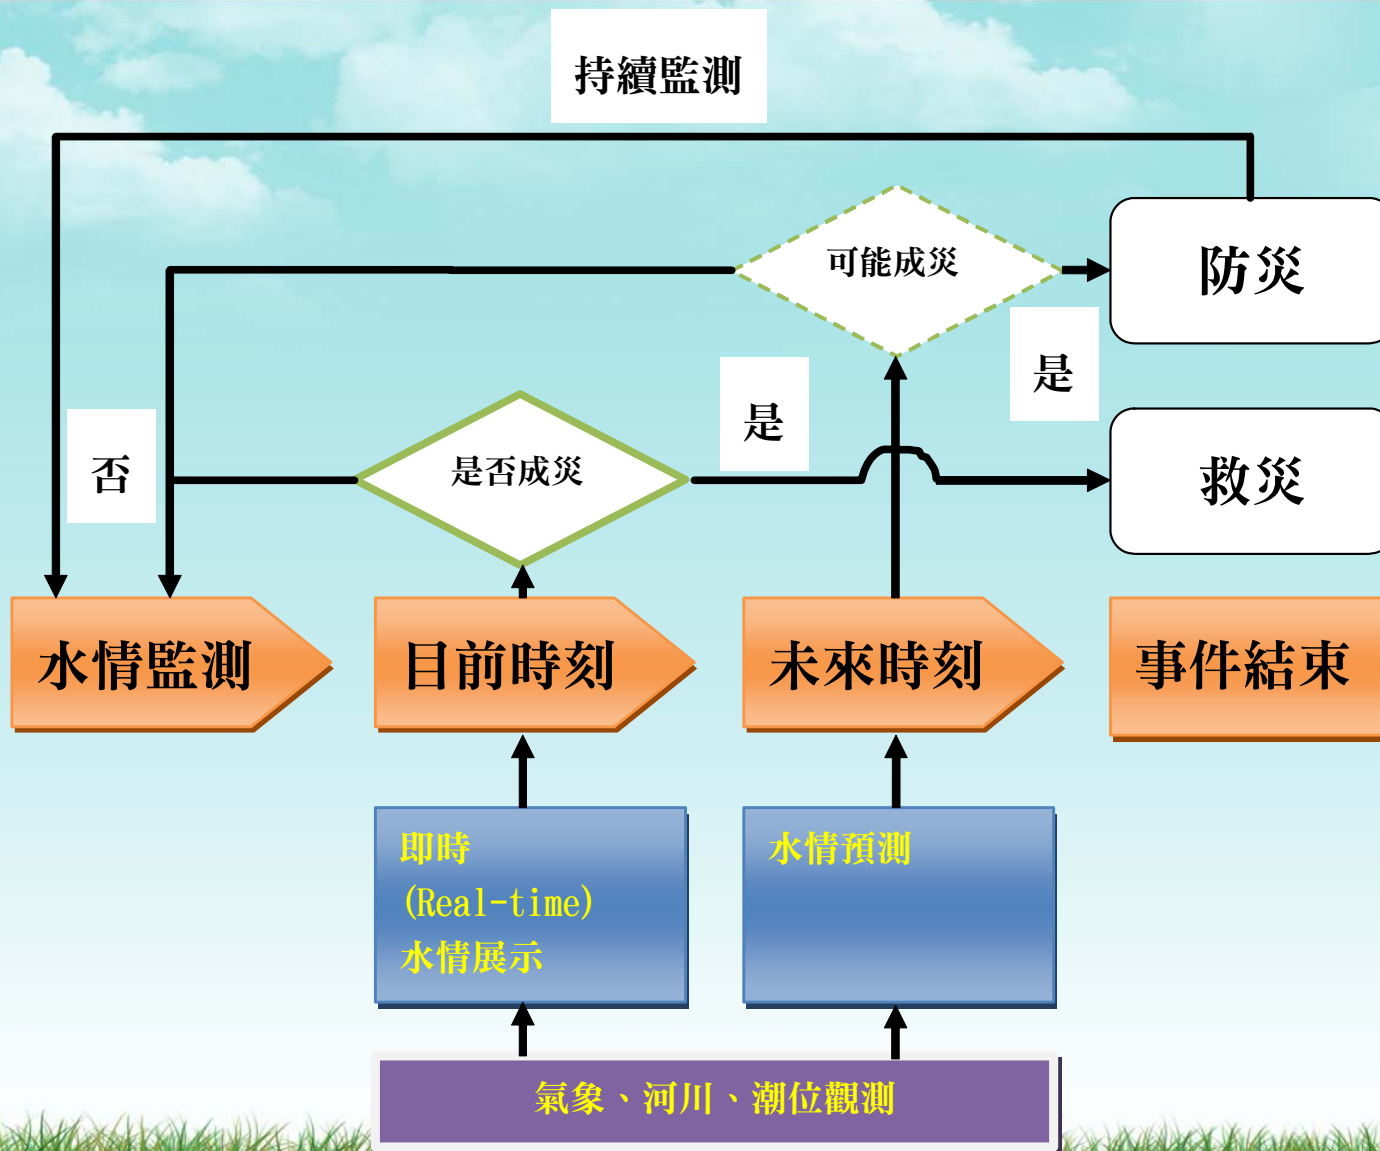 持續監測
可能成災
防災
是
是
否
是否成災
救災
水情監測
目前時刻
未來時刻
事件結束
即時
(Real-time)
水情展示
水情預測
氣象、河川、潮位觀測